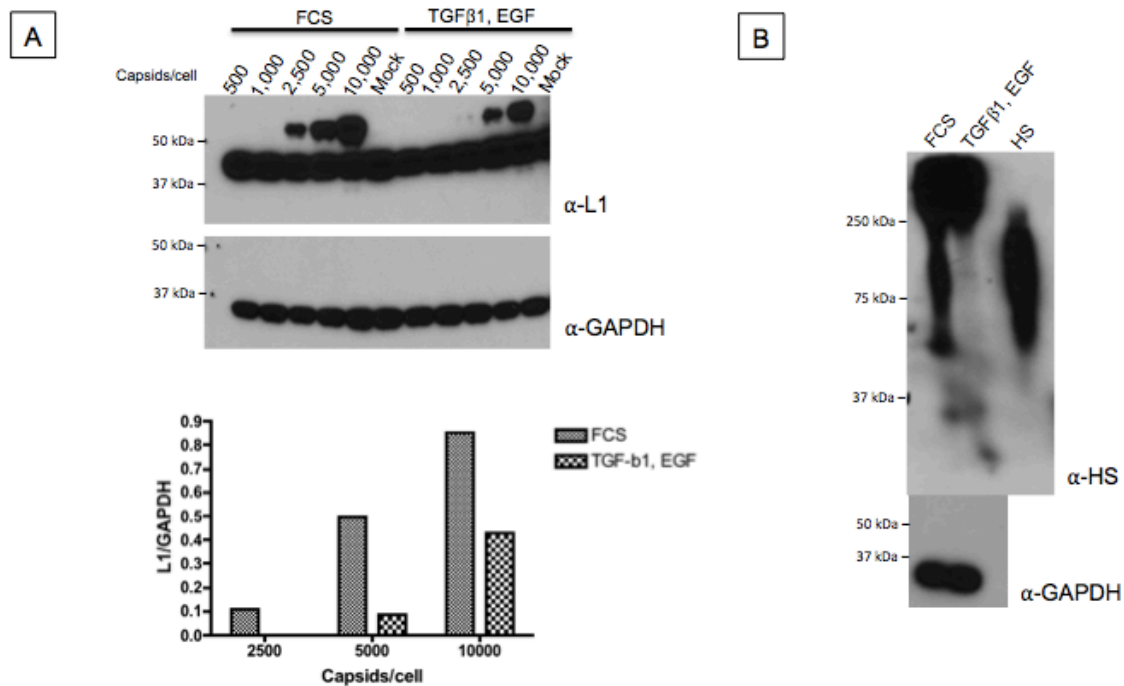 A
FCS
TGFβ1, EGF
Capsids/cell
500
1,000
2,500
5,000
10,000
Mock
500
1,000
2,500
5,000
10,000
Mock
50 kDa
37 kDa
α-L1
50 kDa
37 kDa
α-GAPDH
0.9
0.8
0.7
0.6
0.5
0.4
0.3
0.2
0.1
0.0
L1/GAPDH
2500
5000
10000
Capsids/cell
FCS
TGF-b1, EGF
B
FCS
TGFβ1, EGF
HS
250 kDa
75 kDa
37 kDa
α-HS
50 kDa
37 kDa
α-GAPDH